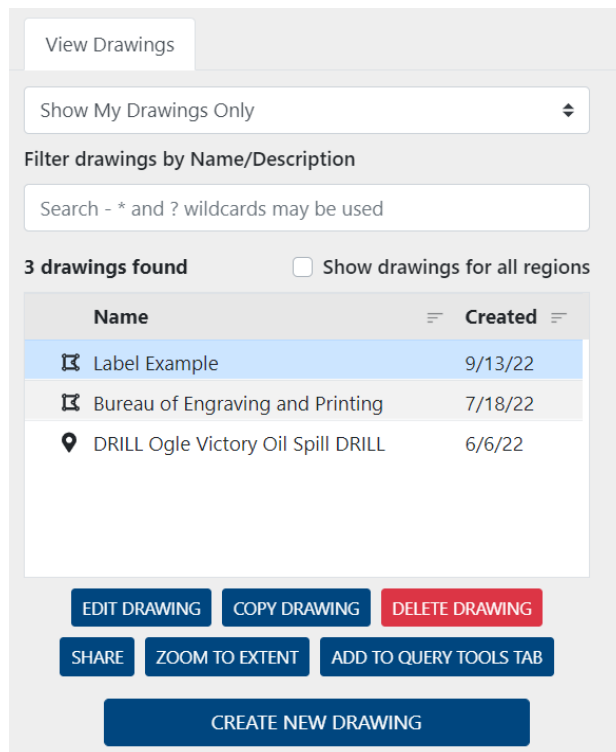 View Drawings
Show My Drawings Only
Filter drawings by Name/Description
Search - * and ? wildcards may be used
3 drawings found Show drawings for all regions
Name Created
Label Example 9/13/22
Bureau of Engraving and Printing 7/18/22
DRILL Ogle Victory Oil Spill DRILL 6/6/22
EDIT DRAWING COPY DRAWING DELETE DRAWING
SHARE ZOOM TO EXTENT ADD TO QUERY TOOLS TAB
CREATE NEW DRAWING